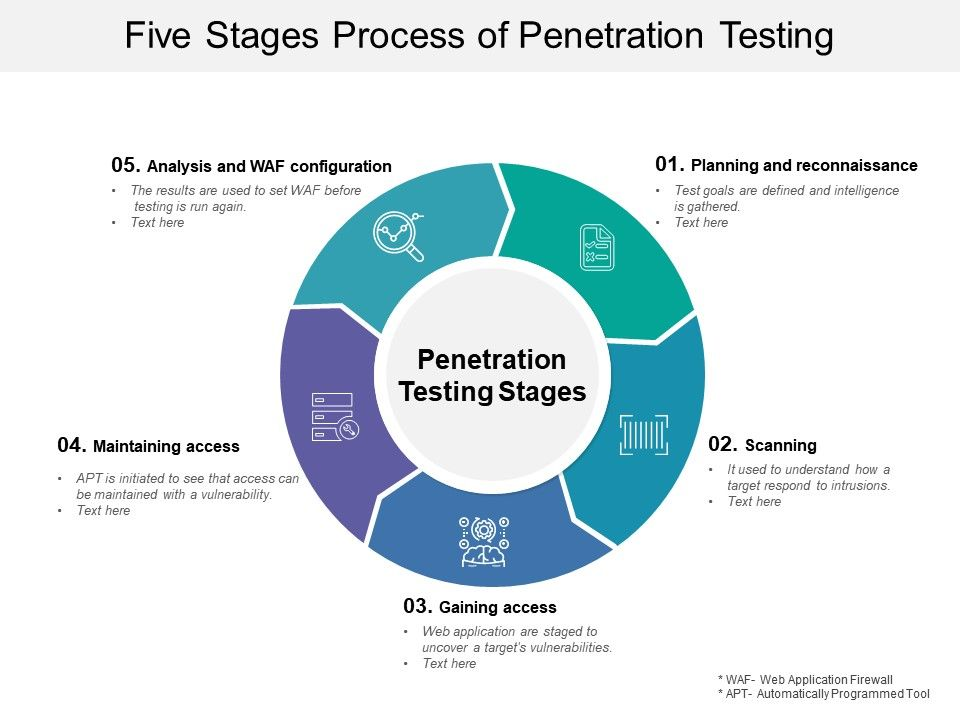 Five Stages Process of Penetration Testing
01. Planning and reconnaissance
• Test goals are defined and intelligence
is gathered.
• Text here
02. Scanning
• It used to understand how a
target respond to intrusions.
• Text here
03. Gaining access
• Web application are staged to
uncover a target's vulnerabilities.
• Text here
04. Maintaining access
• APT is initiated to see that access can
be maintained with a vulnerability.
• Text here
05. Analysis and WAF configuration
• The results are used to set WAF before
testing is run again.
• Text here
Penetration
Testing Stages
* WAF- Web Application Firewall
* APT- Automatically Programmed Tool